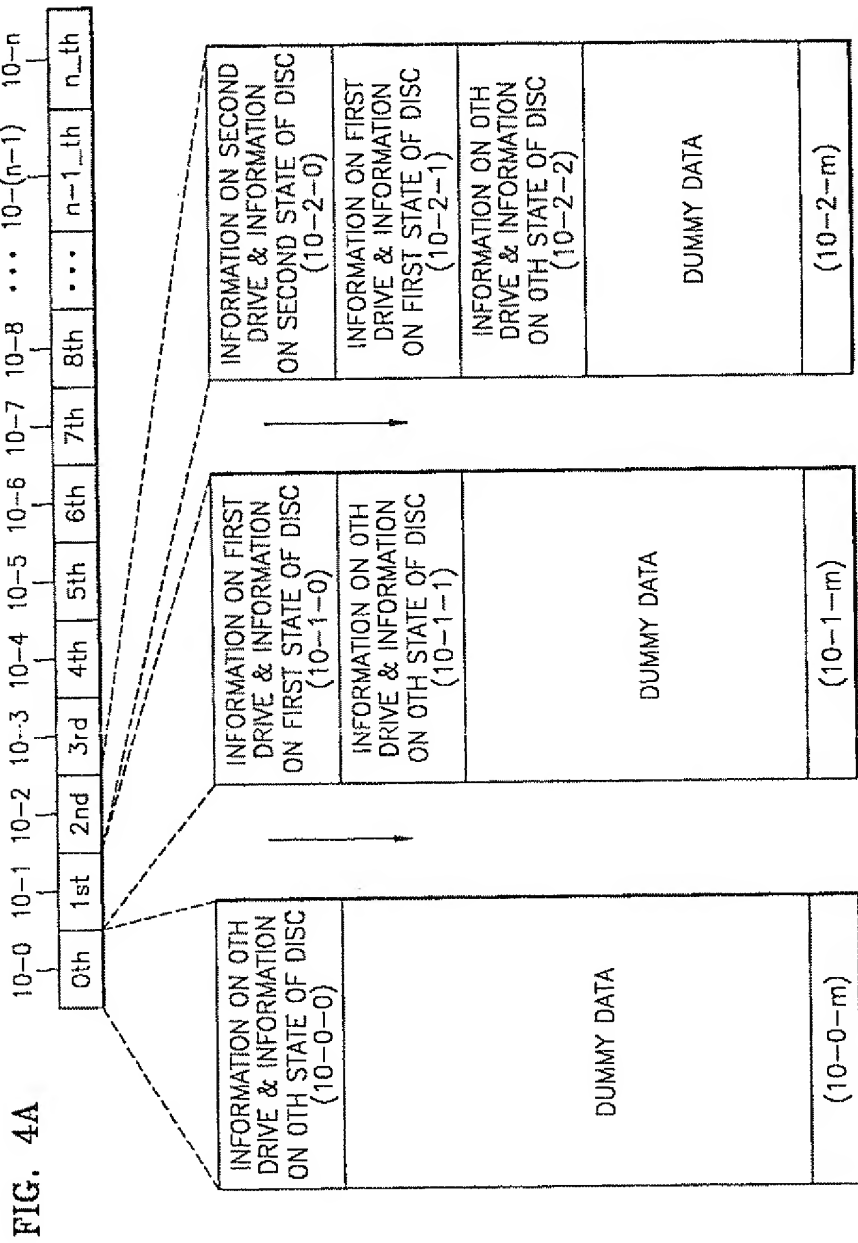 FIG. 4A
10-0 10-1 10-2 10-3 10-4 10-5 10-6 10-7 10-8 ••• 10-(n-1) 10-n
0th 1st 2nd 3rd 4th 5th 6th 7th 8th ••• n-1_th n_th
INFORMATION ON 0TH
DRIVE & INFORMATION
ON 0TH STATE OF DISC
(10-0-0)
DUMMY DATA
(10-0-m)
INFORMATION ON FIRST
DRIVE & INFORMATION
ON FIRST STATE OF DISC
(10-1-0)
INFORMATION ON 0TH
DRIVE & INFORMATION
ON 0TH STATE OF DISC
(10-1-1)
DUMMY DATA
(10-1-m)
INFORMATION ON SECOND
DRIVE & INFORMATION
ON SECOND STATE OF DISC
(10-2-0)
INFORMATION ON FIRST
DRIVE & INFORMATION
ON FIRST STATE OF DISC
(10-2-1)
INFORMATION ON 0TH
DRIVE & INFORMATION
ON 0TH STATE OF DISC
(10-2-2)
DUMMY DATA
(10-2-m)